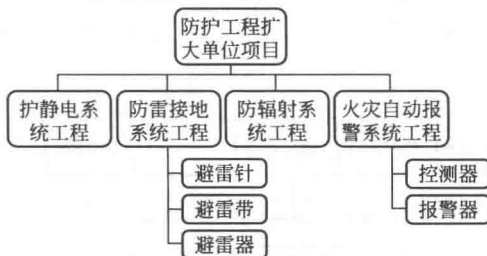 防护工程扩
大单位项目
护静电系
统工程
防雷接地
系统工程
防辐射系
统工程
火灾自动报
警系统工程
避雷针
避雷带
避雷器
控测器
报警器